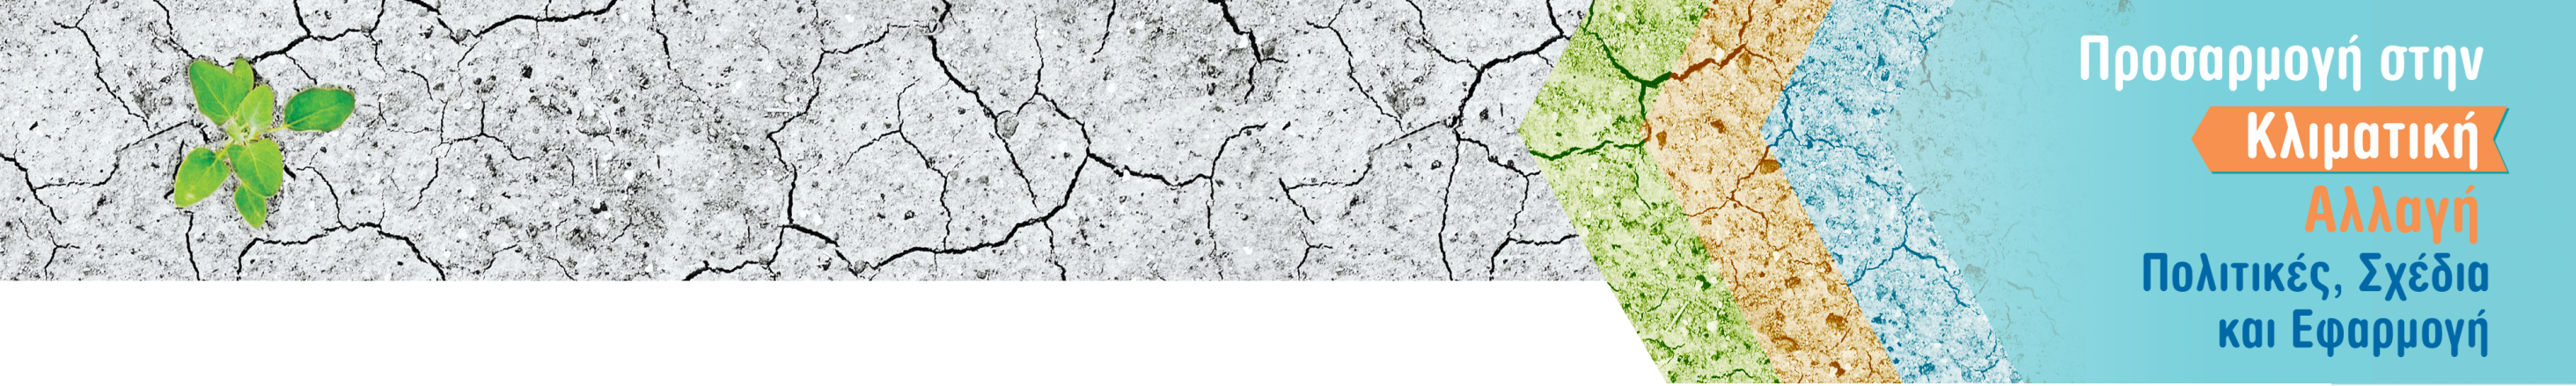 Προσαρμογή στην
Κλιματική
Αλλαγή
Πολιτικές, Σχέδια
και Εφαρμογή